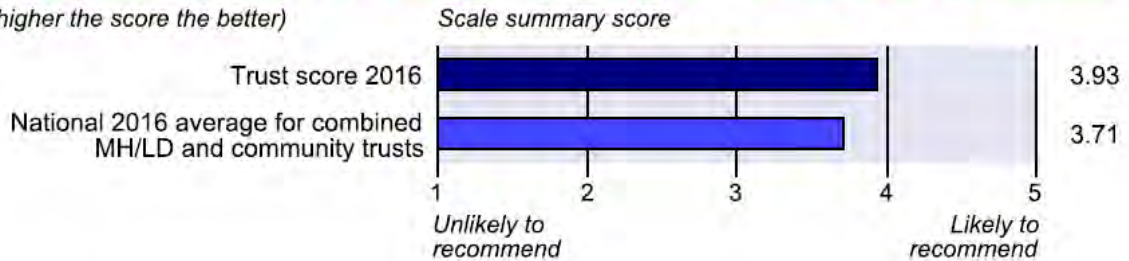 higher the score the better)
Scale summary score
Trust score 2016
3.93
National 2016 average for combined
MH/LD and community trusts
3.71
1 2 3 4 5
Unlikely to
recommend
Likely to
recommend